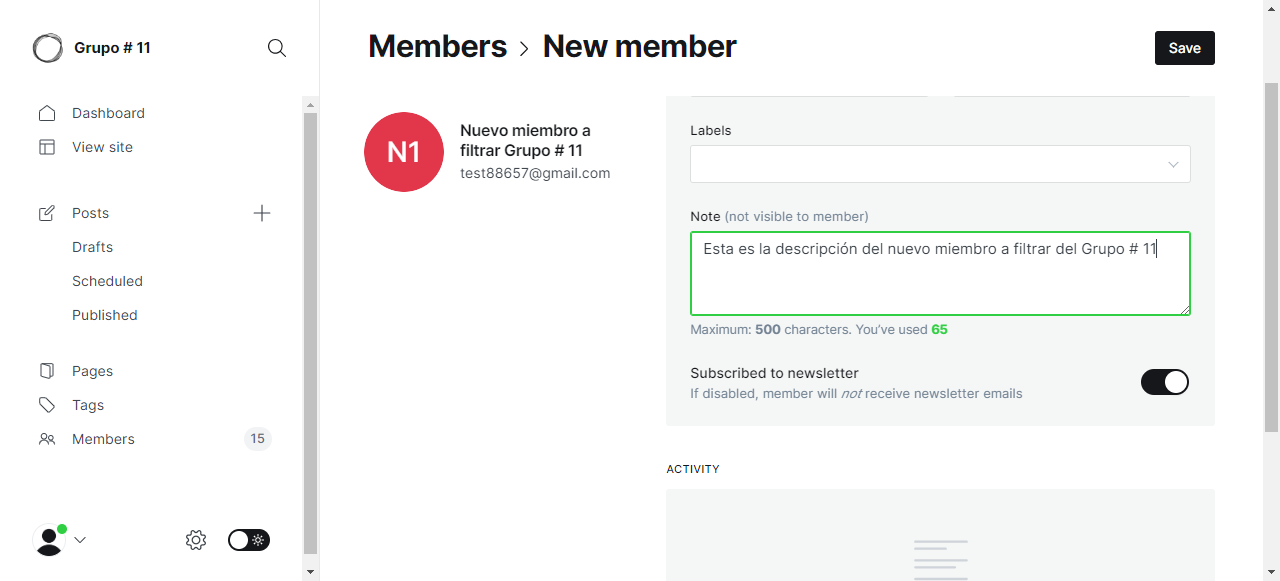 Grupo # 11
Dashboard
View site
Posts
Drafts
Scheduled
Published
Pages
Tags
Members 15
Members > New member
Save
N1
Nuevo miembro a
filtrar Grupo # 11
test88657@gmail.com
Labels
Note (not visible to member)
Esta es la descripción del nuevo miembro a filtrar del Grupo # 11
Maximum: 500 characters. You've used 65
Subscribed to newsletter
If disabled, member will not receive newsletter emails
ACTIVITY